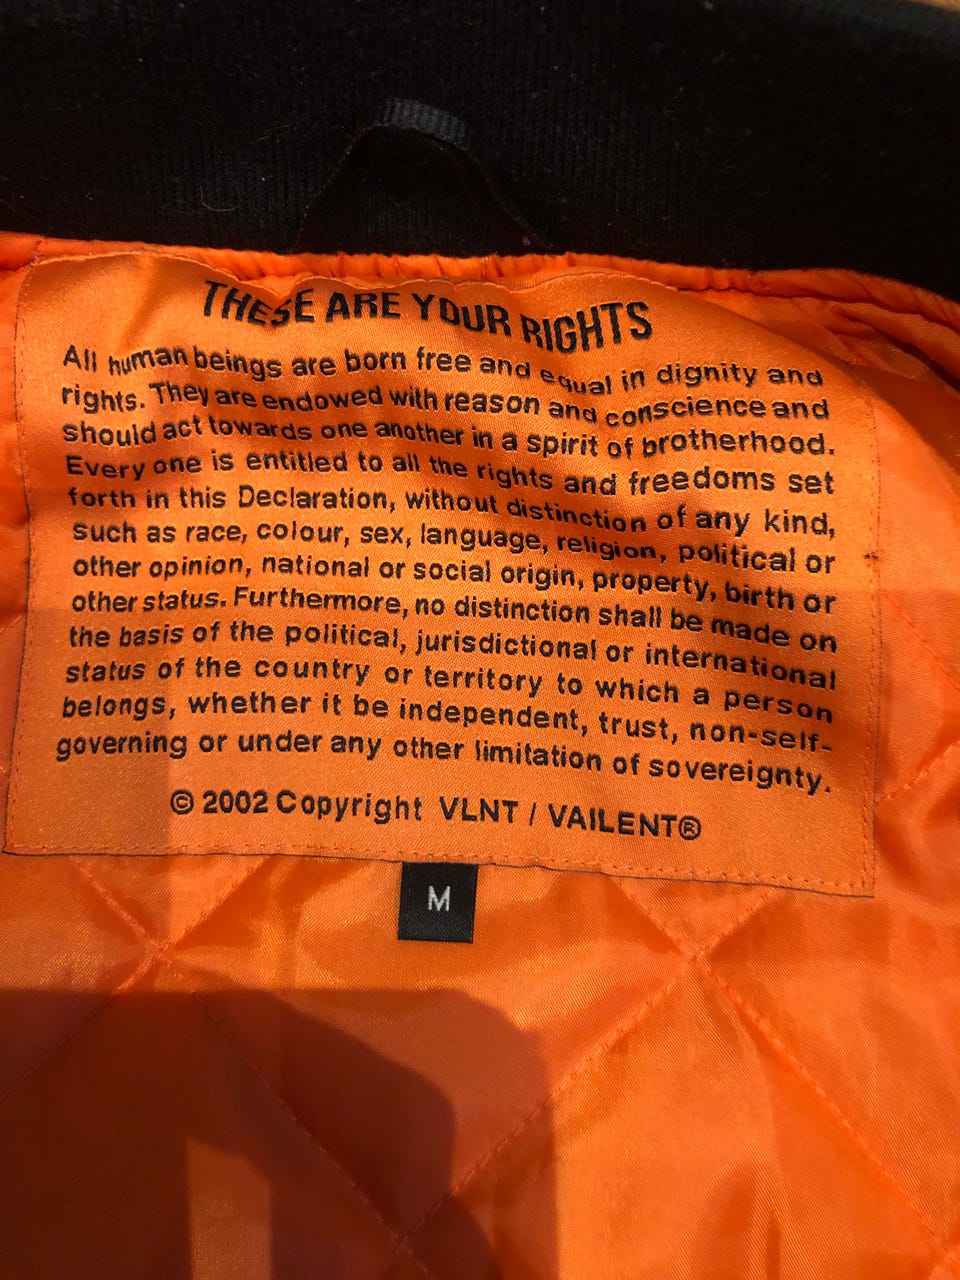 THESE ARE YOUR RIGHTS
All human beings are born free and equal in dignity and
rights. They are endowed with reason and conscience and
should act towards one another in a spirit of brotherhood.
Every one is entitled to all the rights and freedoms set
forth in this Declaration, without distinction of any kind,
such as race, colour, sex, language, religion, political or
other opinion, national or social origin, property, birth or
other status. Furthermore, no distinction shall be made on
the basis of the political, jurisdictional or international
status of the country or territory to which a person
belongs, whether it be independent, trust, non-self-
governing or under any other limitation of sovereignty.
© 2002 Copyright VLNT / VAILENT®
M